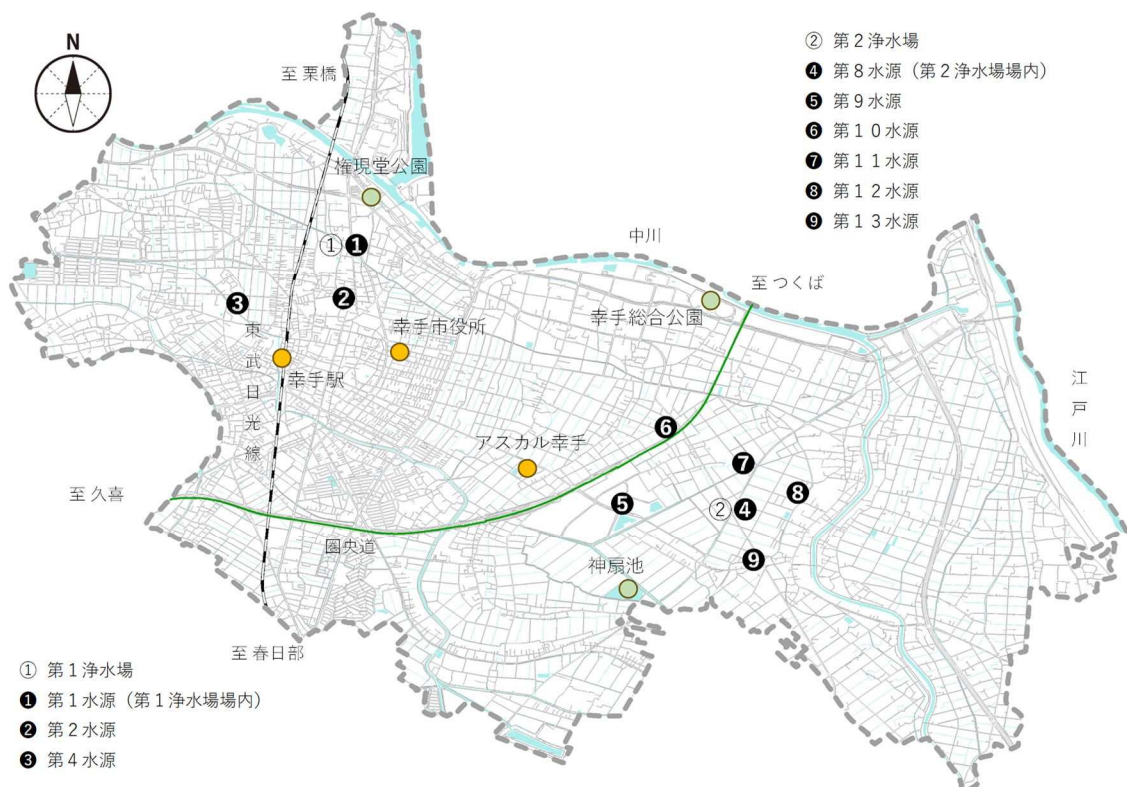 N
至 栗橋
② 第２浄水場
❹ 第８水源（第２浄水場場内）
❺ 第９水源
❻ 第１０水源
❼ 第１１水源
❽ 第１２水源
❾ 第１３水源
権現堂公園
① ❶
中川
至 つくば
❸
❷
幸手総合公園
幸手市役所
東武日光線
幸手駅
江戸川
❻
アスカル幸手
❼
至 久喜
❺
② ❹
❽
圏央道
神扇池
❾
至 春日部
① 第１浄水場
❶ 第１水源（第１浄水場場内）
❷ 第２水源
❸ 第４水源